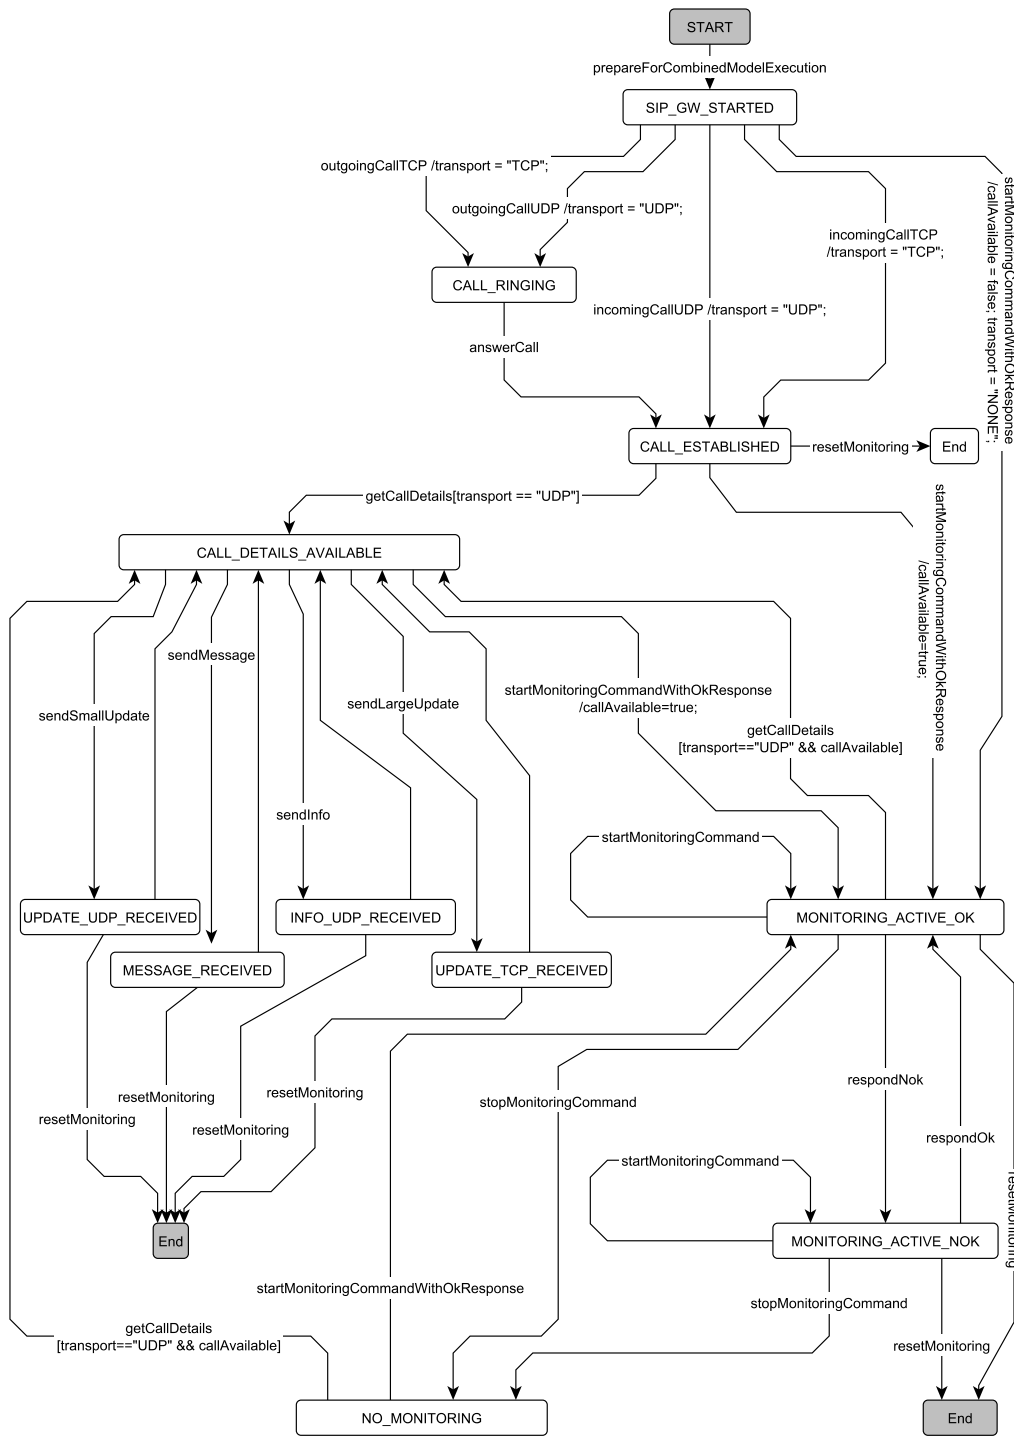 START
prepareForCombinedModelExecution
SIP_GW_STARTED
outgoingCallTCP /transport = "TCP";
outgoingCallUDP /transport = "UDP";
incomingCallTCP
/transport = "TCP";
startMonitoringCommandWithOkResponse
/callAvailable = false; transport = "NONE";
CALL_RINGING
incomingCallUDP /transport = "UDP";
answerCall
CALL_ESTABLISHED
resetMonitoring
End
getCallDetails[transport == "UDP"]
startMonitoringCommandWithOkResponse
/callAvailable=true;
CALL_DETAILS_AVAILABLE
sendMessage
sendSmallUpdate
sendLargeUpdate
startMonitoringCommandWithOkResponse
/callAvailable=true;
getCallDetails
[transport=="UDP" && callAvailable]
sendInfo
startMonitoringCommand
UPDATE_UDP_RECEIVED
INFO_UDP_RECEIVED
MONITORING_ACTIVE_OK
MESSAGE_RECEIVED
UPDATE_TCP_RECEIVED
respondNok
resetMonitoring
resetMonitoring
resetMonitoring
resetMonitoring
stopMonitoringCommand
respondOk
startMonitoringCommand
resetMonitoring
End
MONITORING_ACTIVE_NOK
startMonitoringCommandWithOkResponse
stopMonitoringCommand
getCallDetails
[transport=="UDP" && callAvailable]
resetMonitoring
NO_MONITORING
End